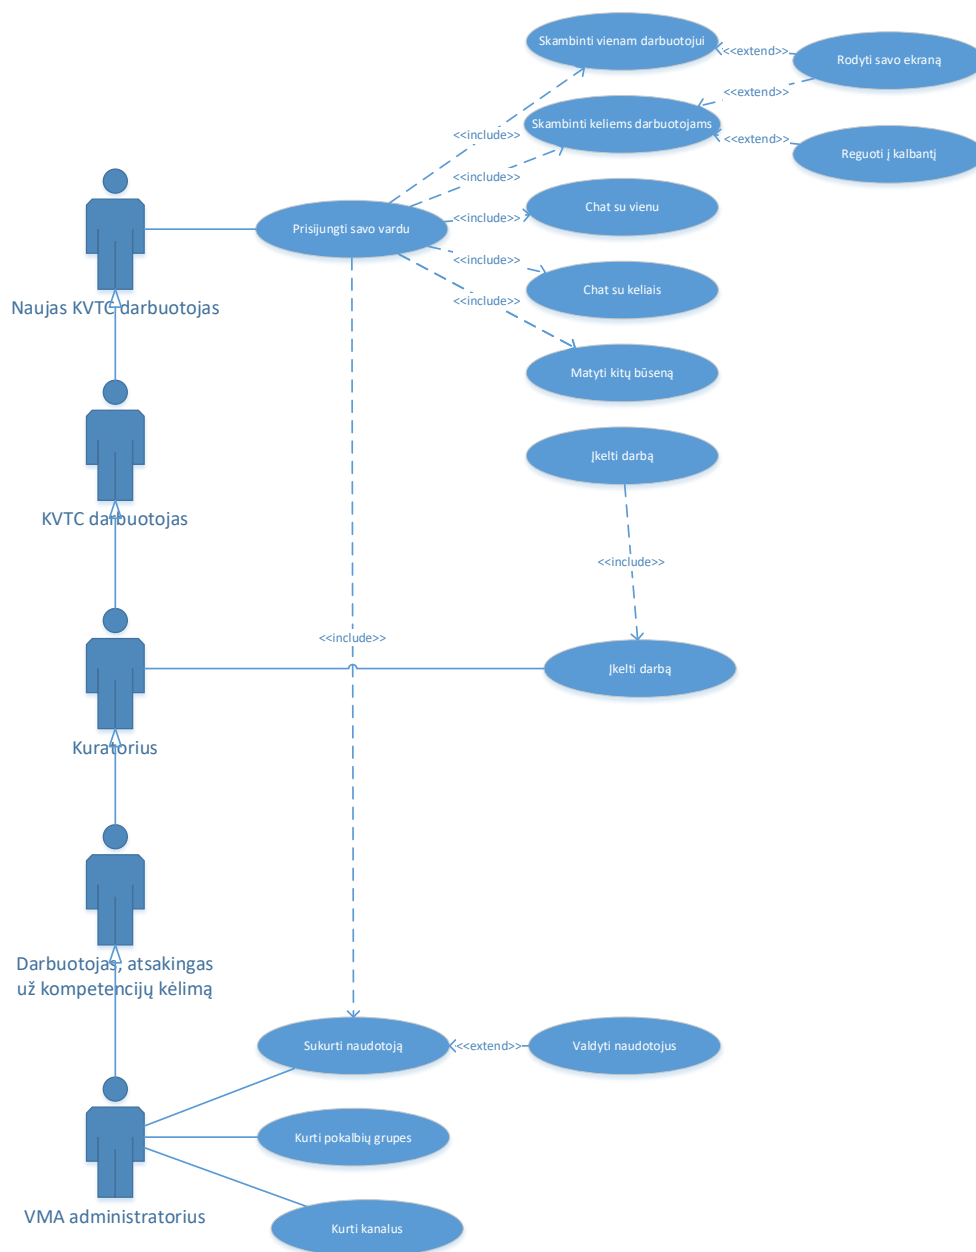 Skambinti vienam darbuotojui
<<extend>>
Rodyti savo ekraną
<<extend>>
Skambinti keliems darbuotojams
<<include>>
<<extend>>
Reguoti į kalbantį
<<include>>
Chat su vienu
<<include>>
Prisijungti savo vardu
<<include>>
Chat su keliais
<<include>>
Naujas KVTC darbuotojas
Matyti kitų būseną
Įkelti darbą
KVTC darbuotojas
<<include>>
<<include>>
Įkelti darbą
Kuratorius
Darbuotojas, atsakingas
už kompetencijų kėlimą
Sukurti naudotoją
<<extend>>
Valdyti naudotojus
Kurti pokalbių grupes
VMA administratorius
Kurti kanalus